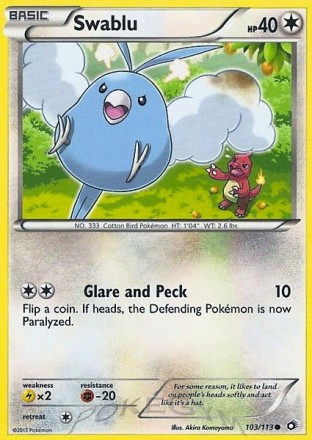 BASIC
Swablu
HP40
NO. 333 Cotton Bird Pokémon HT: 1'04" WT: 2.6 lbs
Glare and Peck 10
Flip a coin. If heads, the Defending Pokémon is now
Paralyzed.
weakness
resistance
×2
-20
retreat
For some reason, it likes to land
on people's heads softly and act
like it's a hat.
©2013 Pokémon
Illus. Akira Komayama
103/113